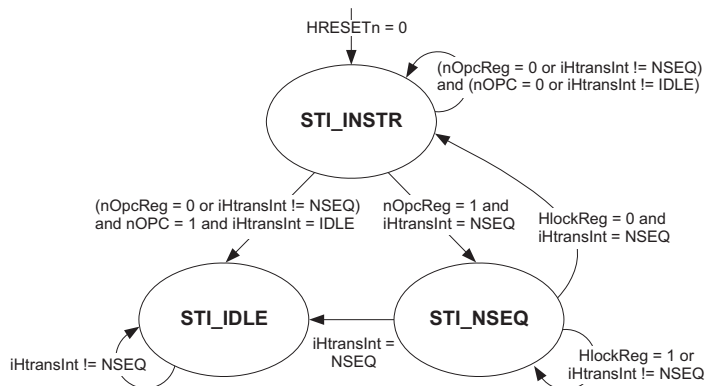 HRESETn = 0
(nOpcReg = 0 or iHtransInt != NSEQ)
and (nOPC = 0 or iHtransInt != IDLE)
STI_INSTR
(nOpcReg = 0 or iHtransInt != NSEQ)
and nOPC = 1 and iHtransInt = IDLE
nOpcReg = 1 and
iHtransInt = NSEQ
HlockReg = 0 and
iHtransInt = NSEQ
STI_IDLE
STI_NSEQ
iHtransInt =
NSEQ
iHtransInt != NSEQ
HlockReg = 1 or
iHtransInt != NSEQ